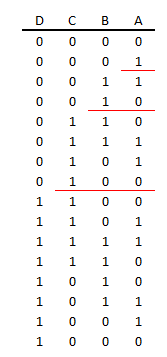 D C B A
0 0 0 0
0 0 0 1
0 0 1 1
0 0 1 0
0 1 1 0
0 1 1 1
0 1 0 1
0 1 0 0
1 1 0 0
1 1 0 1
1 1 1 1
1 1 1 0
1 0 1 0
1 0 1 1
1 0 0 1
1 0 0 0